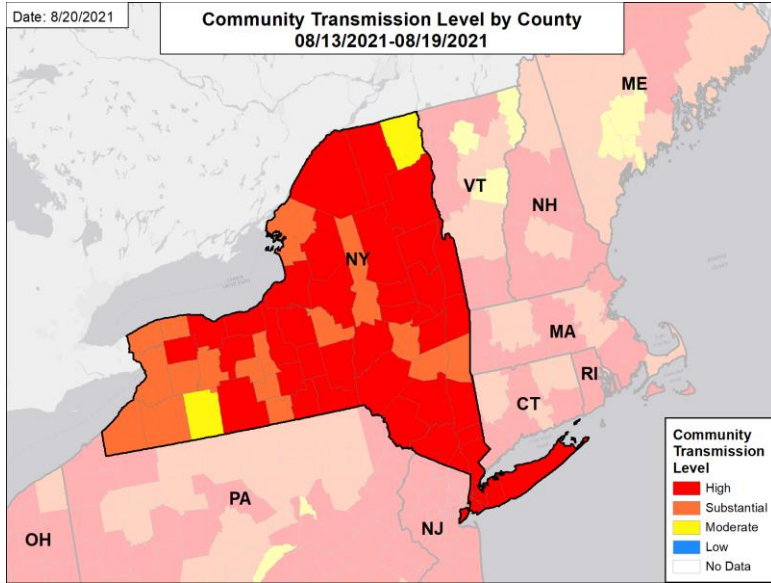 Date: 8/20/2021
Community Transmission Level by County
08/13/2021-08/19/2021
ME
VT
NH
NY
MA
RI
CT
PA
NJ
OH
Community
Transmission
Level
High
Substantial
Moderate
Low
No Data